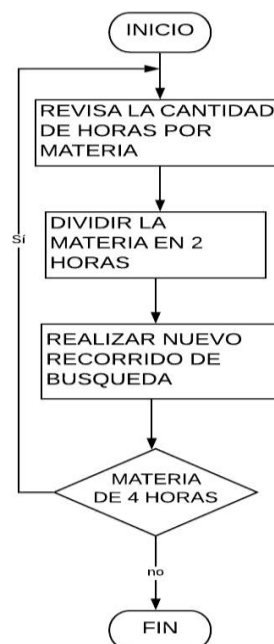 INICIO
REVISA LA CANTIDAD
DE HORAS POR
MATERIA
DIVIDIR LA
MATERIA EN 2
HORAS
Sí
REALIZAR NUEVO
RECORRIDO DE
BUSQUEDA
MATERIA
DE 4 HORAS
no
FIN